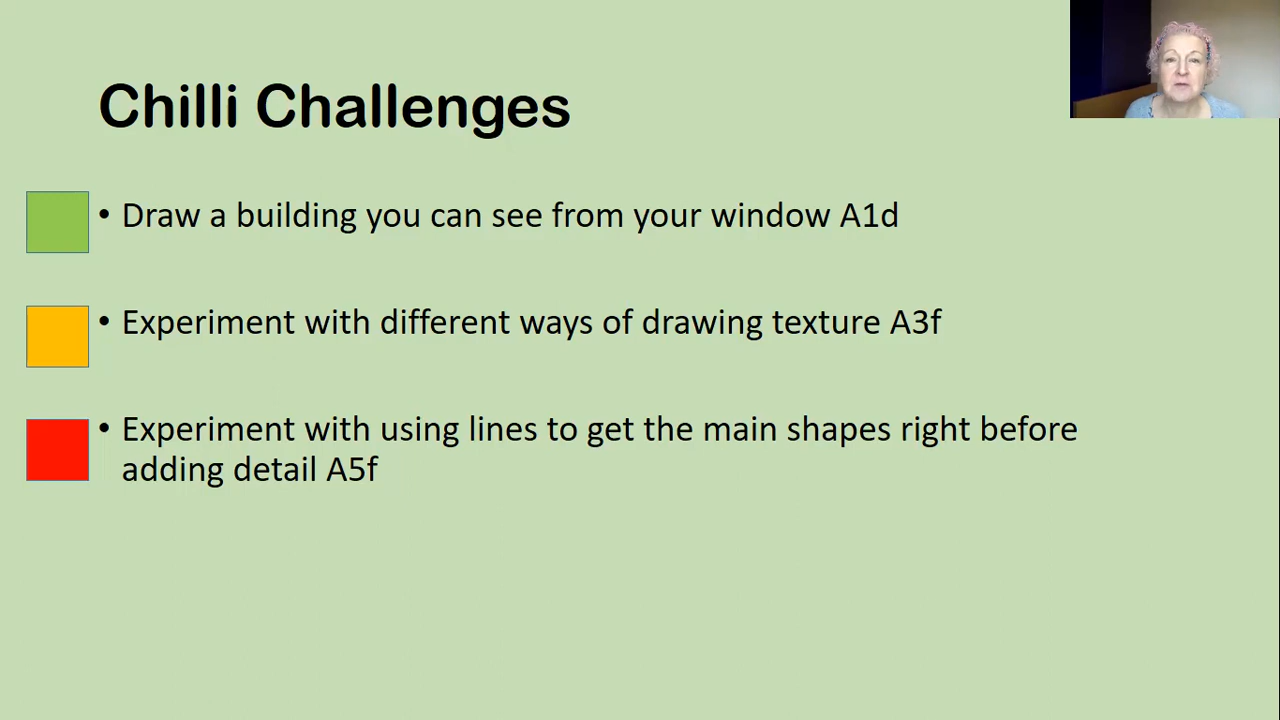 Chilli Challenges
• Draw a building you can see from your window A1d
• Experiment with different ways of drawing texture A3f
• Experiment with using lines to get the main shapes right before
adding detail A5f